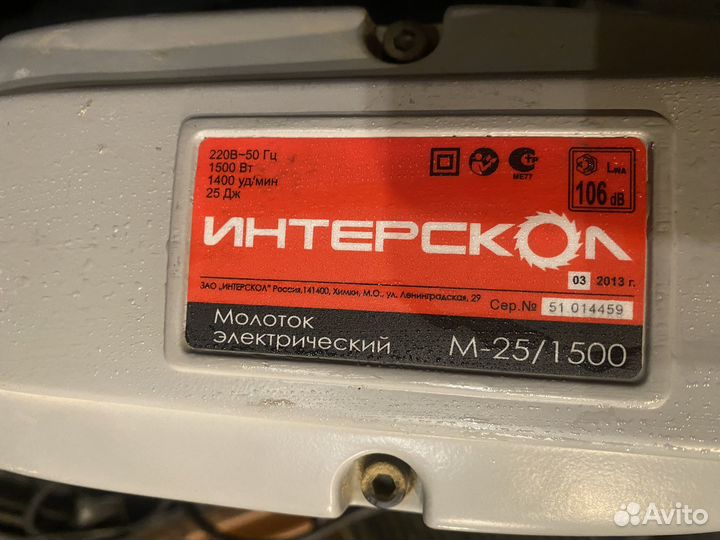 220В~50 Гц
1500 Вт
1400 уд/мин
25 Дж
МЕ77
LWA
106 dB
ИНТЕРСКОЛ
03 2013 г.
ЗАО „ИНТЕРСКОЛ" Россия,141400, Химки, М.О., ул. Ленинградская, 29
Сер.№ 51.014459
Молоток
электрический
М-25/1500
Avito